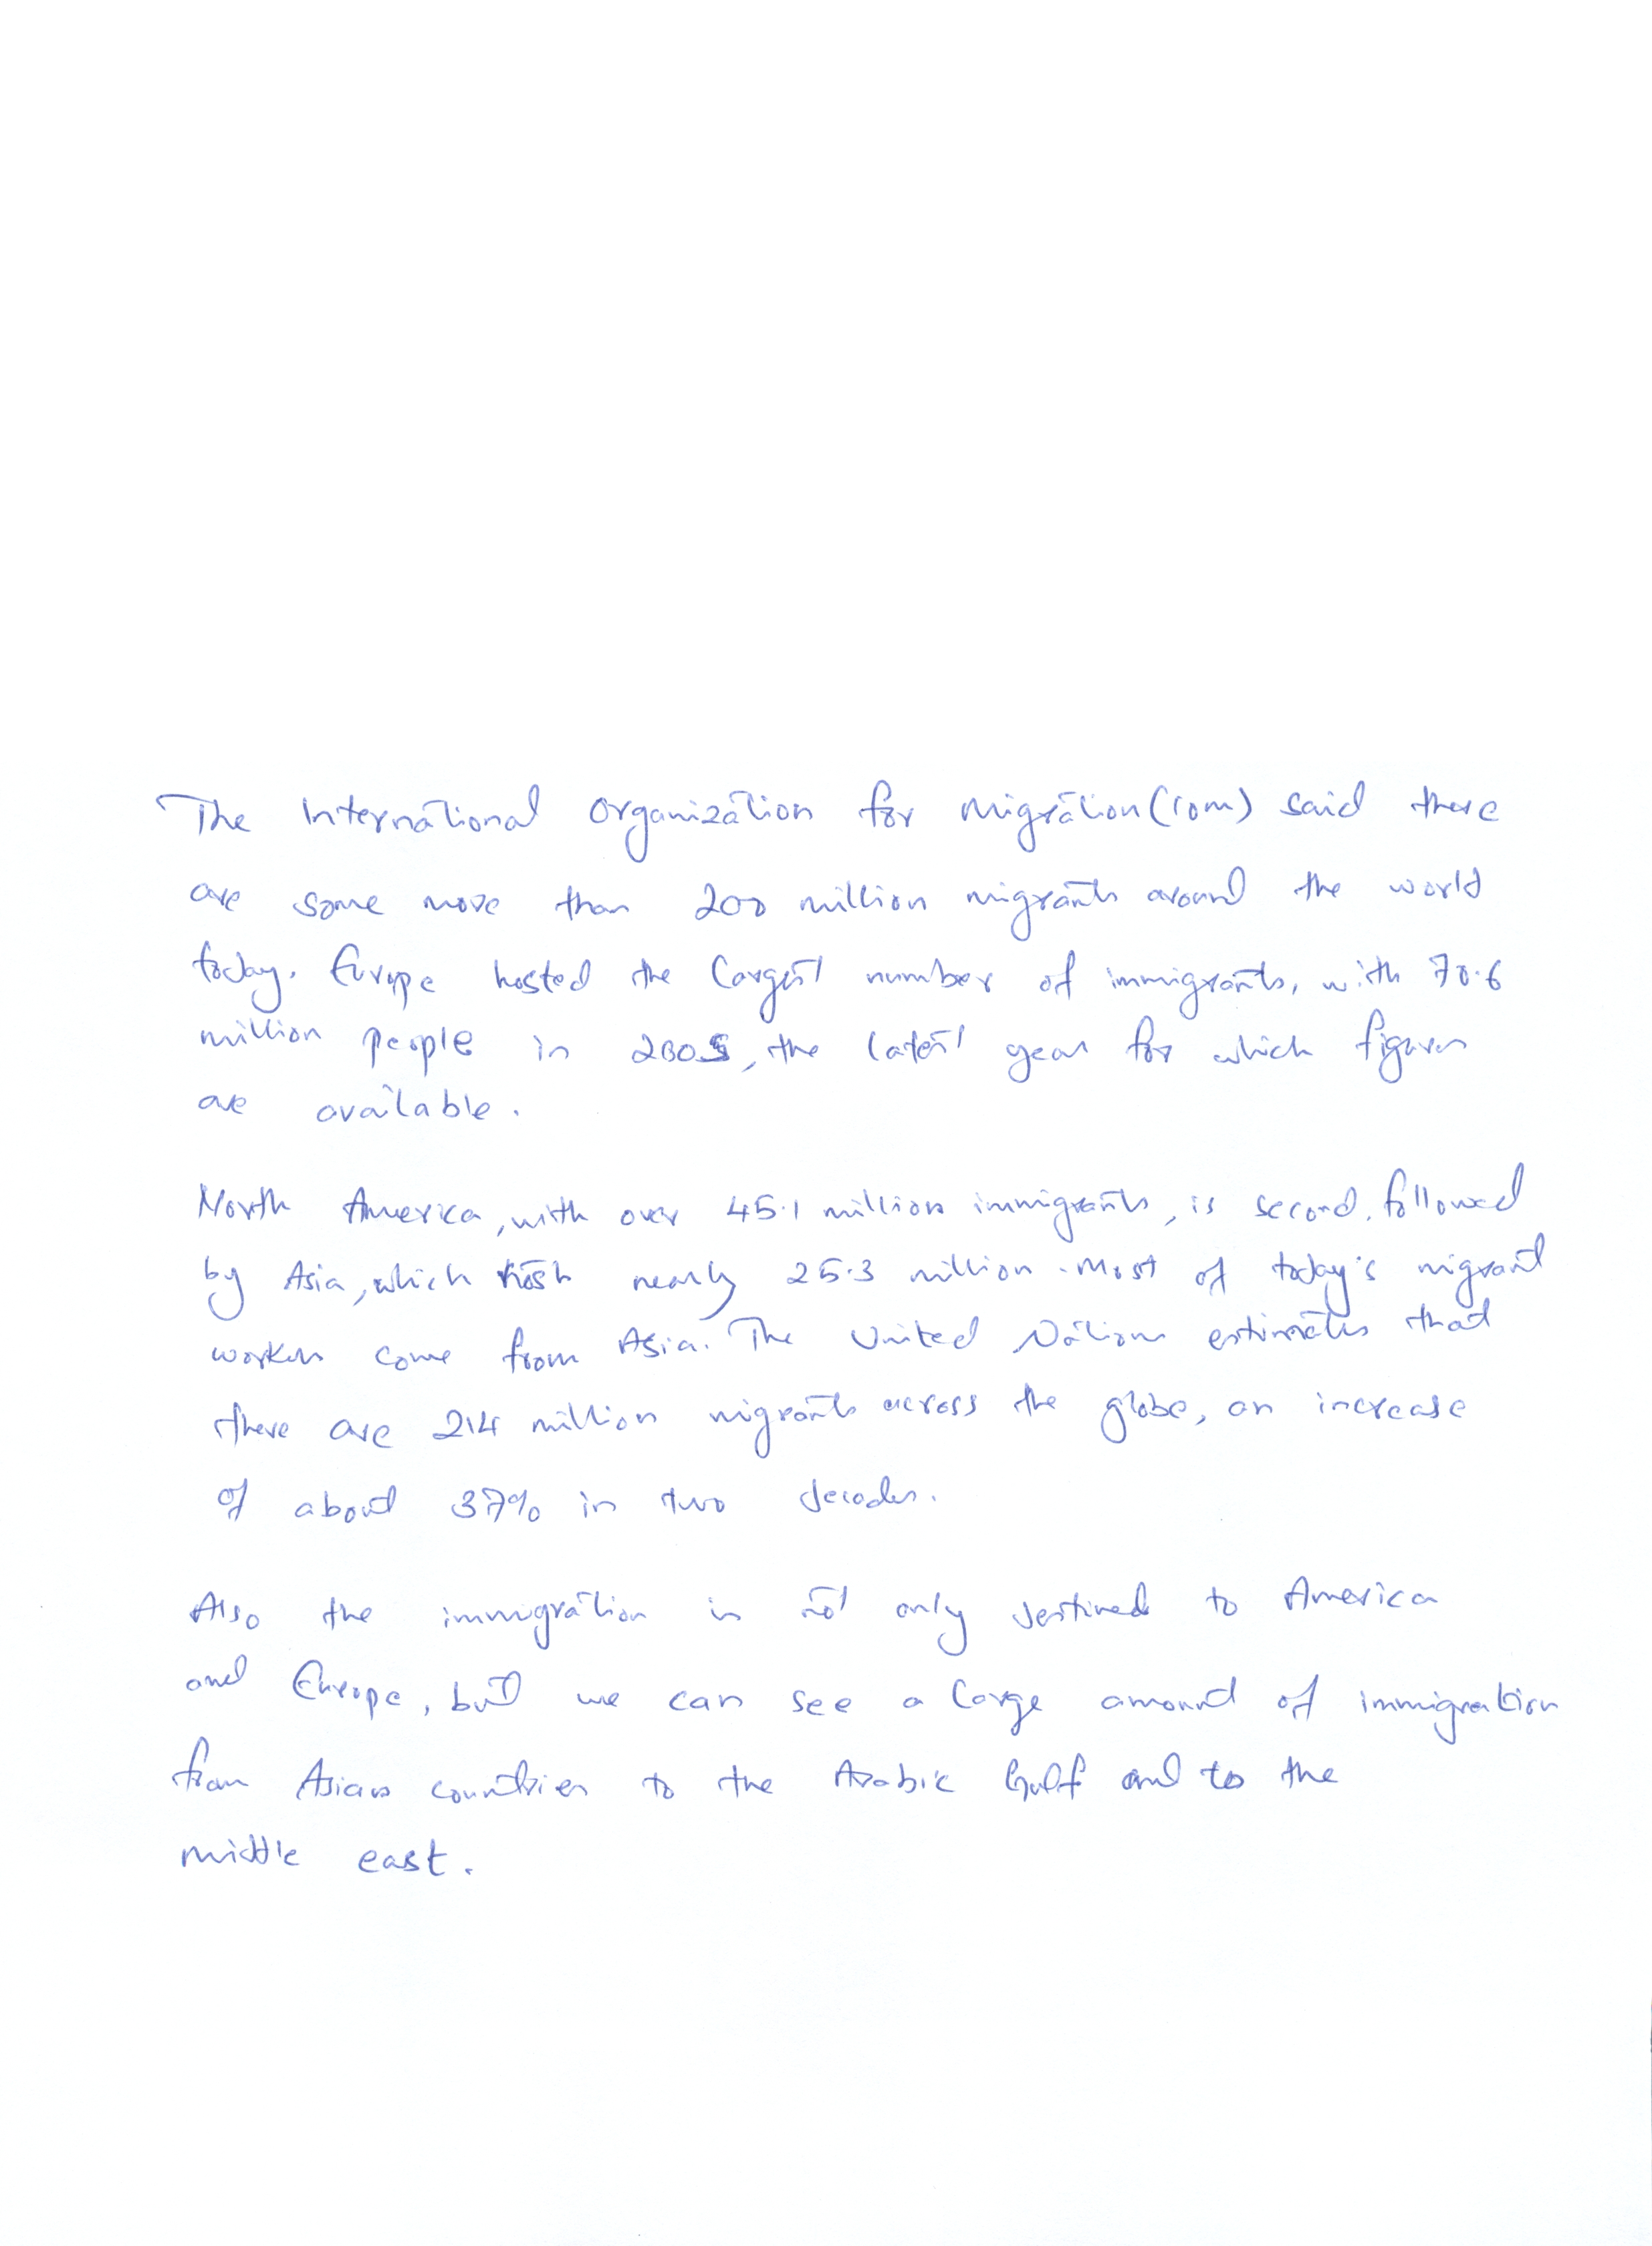 The International Organization for Migration (IOM) said there
are some more than 200 million migrants around the world
today. Europe hosted the largest number of immigrants, with 70.6
million people in 2005, the latest year for which figures
are available.
North America, with over 45.1 million immigrants, is second, followed
by Asia, which hosts nearly 25.3 million. Most of today's migrant
workers come from Asia. The United Nations estimates that
there are 214 million migrants across the globe, an increase
of about 37% in two decades.
Also the immigration is not only destined to America
and Europe, but we can see a large amount of immigration
from Asians countries to the Arabic Gulf and to the
middle east.